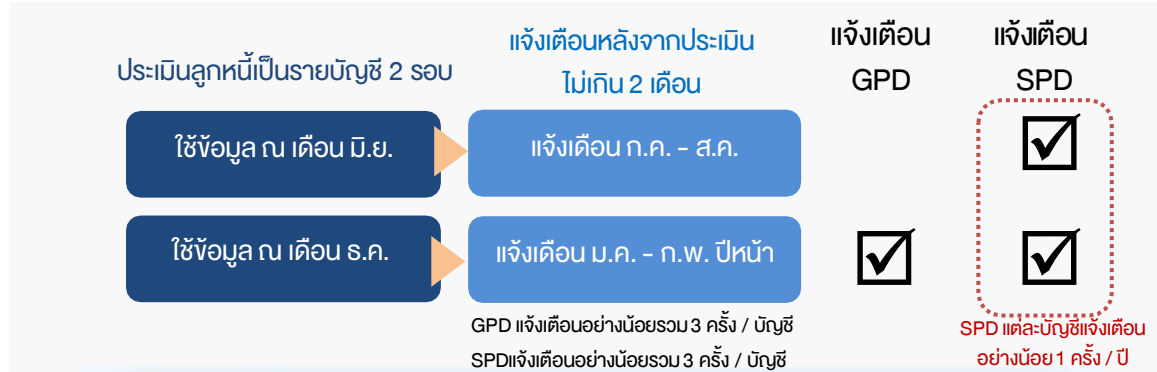 ประเมินลูกหนี้เป็นรายบัญชี 2 รอบ
แจ้งเตือนหลังจากประเมิน
ไม่เกิน 2 เดือน
แจ้งเตือน
GPD
แจ้งเตือน
SPD
ใช้ข้อมูล ณ เดือน มิ.ย.
แจ้งเดือน ก.ค. - ส.ค.
ใช้ข้อมูล ณ เดือน ธ.ค.
แจ้งเดือน ม.ค. - ก.พ. ปีหน้า
GPD แจ้งเตือนอย่างน้อยรวม 3 ครั้ง / บัญชี
SPDแจ้งเตือนอย่างน้อยรวม 3 ครั้ง / บัญชี
SPD แต่ละบัญชีแจ้งเตือน
อย่างน้อย 1 ครั้ง / ปี